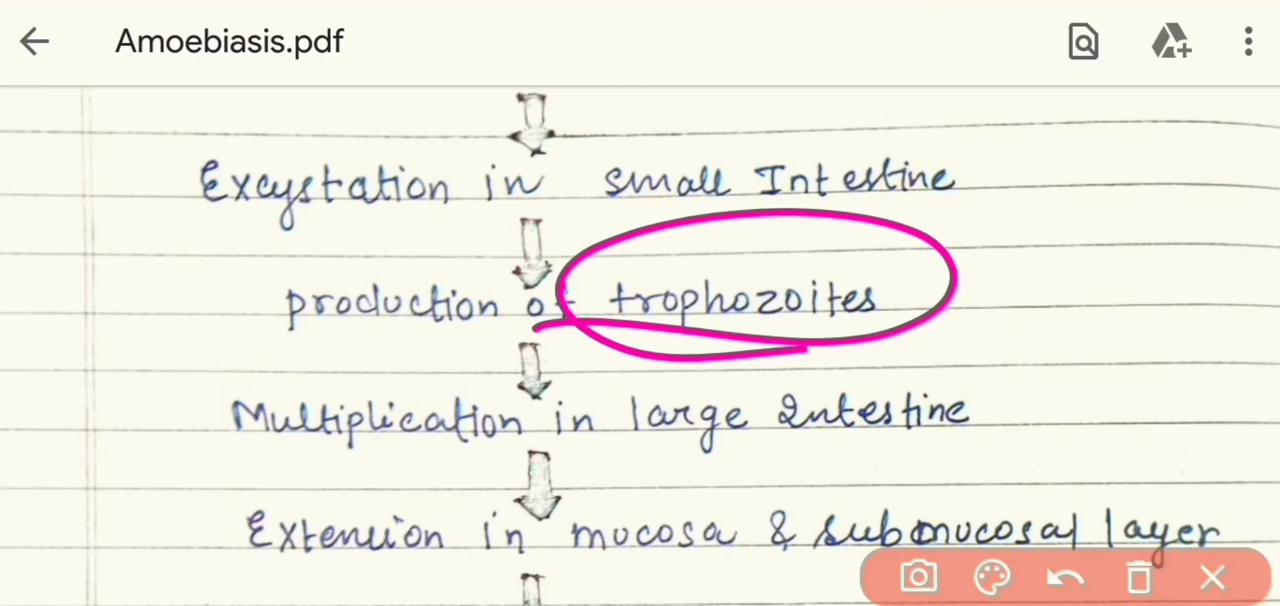 Amoebiasis.pdf
Excystation in small Intestine
production of trophozoites
Multiplication in large Intestine
Extension in mucosa & submucosal layer